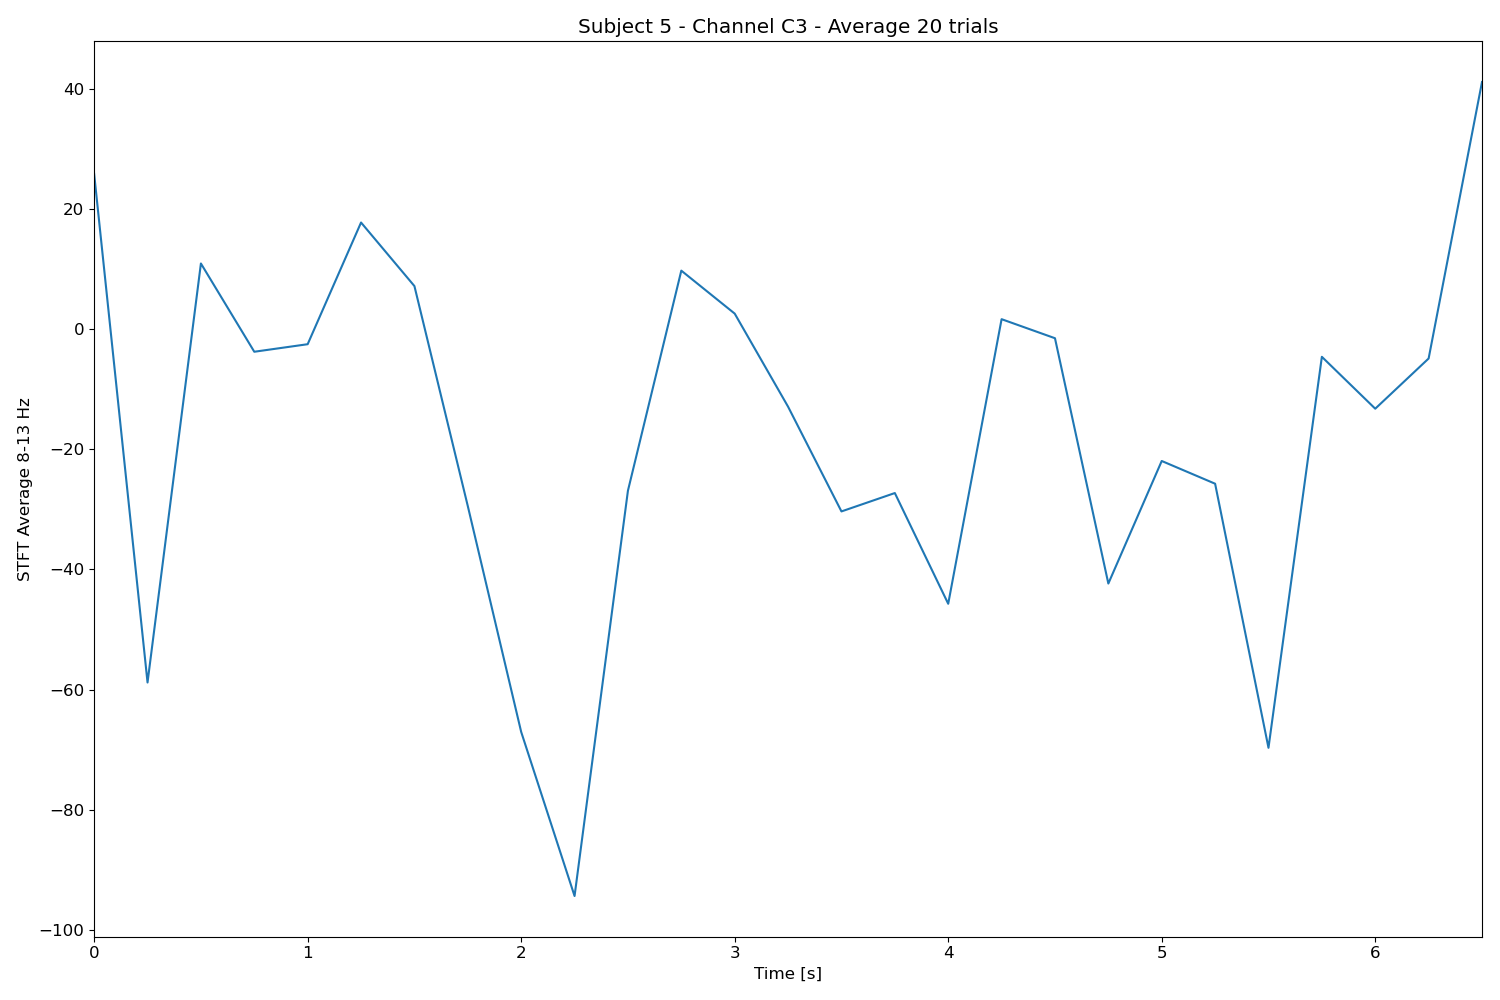 Subject 5 - Channel C3 - Average 20 trials
40
20
0
−20
−40
−60
−80
−100
STFT Average 8-13 Hz
0 1 2 3 4 5 6
Time [s]